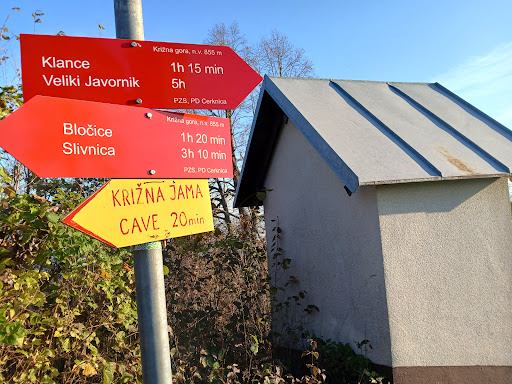 Križna gora, n.v. 855 m
Klance 1h 15 min
Veliki Javornik 5h
PZS, PD Cerknica
Križna gora, n.v. 855 m
Bločice 1h 20 min
Slivnica 3h 10 min
PZS, PD Cerknica
KRIŽNA JAMA
CAVE 20min